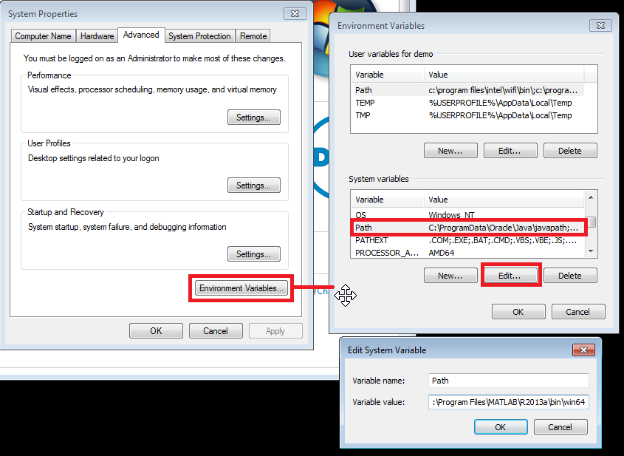 System Properties
Computer Name Hardware Advanced System Protection Remote
You must be logged on as an Administrator to make most of these changes.
Performance
Visual effects, processor scheduling, memory usage, and virtual memory
Settings...
User Profiles
Desktop settings related to your logon
Settings...
Startup and Recovery
System startup, system failure, and debugging information
Settings...
Environment Variables...
OK Cancel Apply
Environment Variables
User variables for demo
Variable Value
Path c:\program files\intel\wifi\bin\;c:\progra...
TEMP %USERPROFILE%\AppData\Local\Temp
TMP %USERPROFILE%\AppData\Local\Temp
New... Edit... Delete
System variables
Variable Value
OS Windows_NT
Path C:\ProgramData\Oracle\Java\javapath;...
PATHEXT .COM;.EXE;.BAT;.CMD;.VBS;.VBE;.JS;....
PROCESSOR_A... AMD64
New... Edit... Delete
OK Cancel
Edit System Variable
Variable name: Path
Variable value: :\Program Files\MATLAB\R2013a\bin\win64
OK Cancel